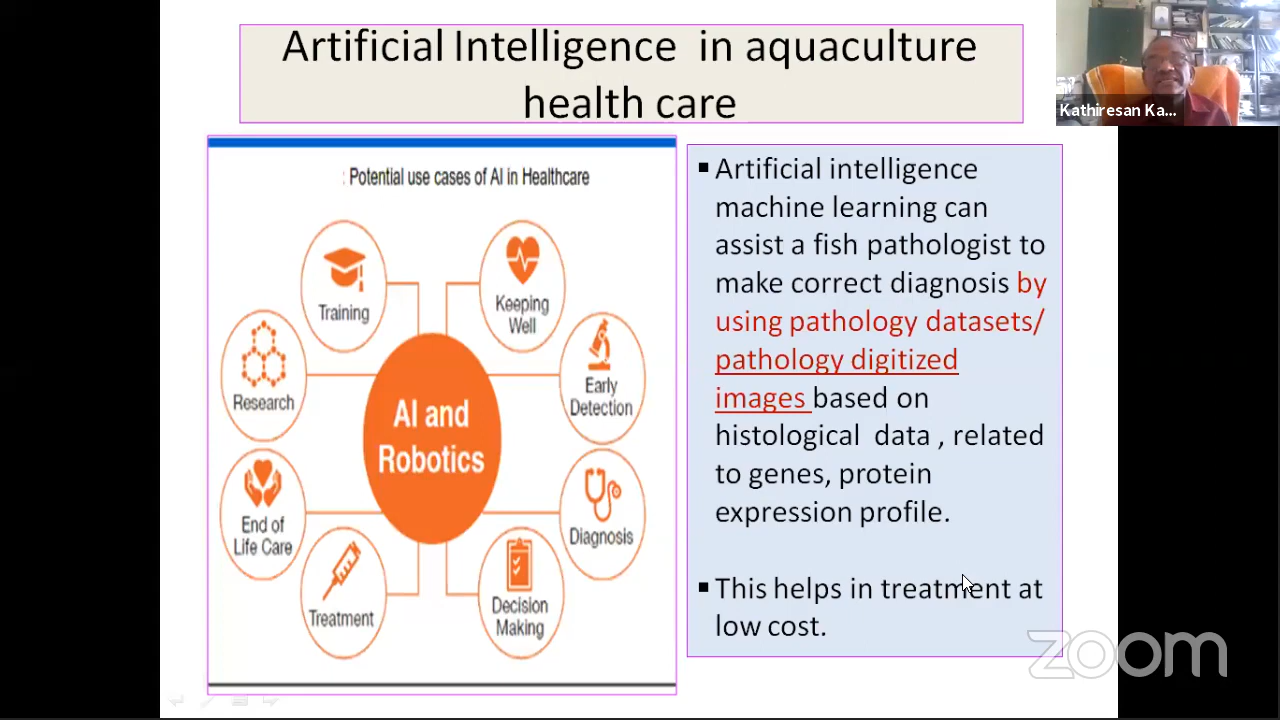 Artificial Intelligence in aquaculture
health care
Kathiresan Ka...
: Potential use cases of AI in Healthcare
Training
Keeping
Well
Research
Early
Detection
AI and
Robotics
End of
Life Care
Diagnosis
Treatment
Decision
Making
▪ Artificial intelligence
machine learning can
assist a fish pathologist to
make correct diagnosis by
using pathology datasets/
pathology digitized
images based on
histological data , related
to genes, protein
expression profile.
▪ This helps in treatment at
low cost.
zoom